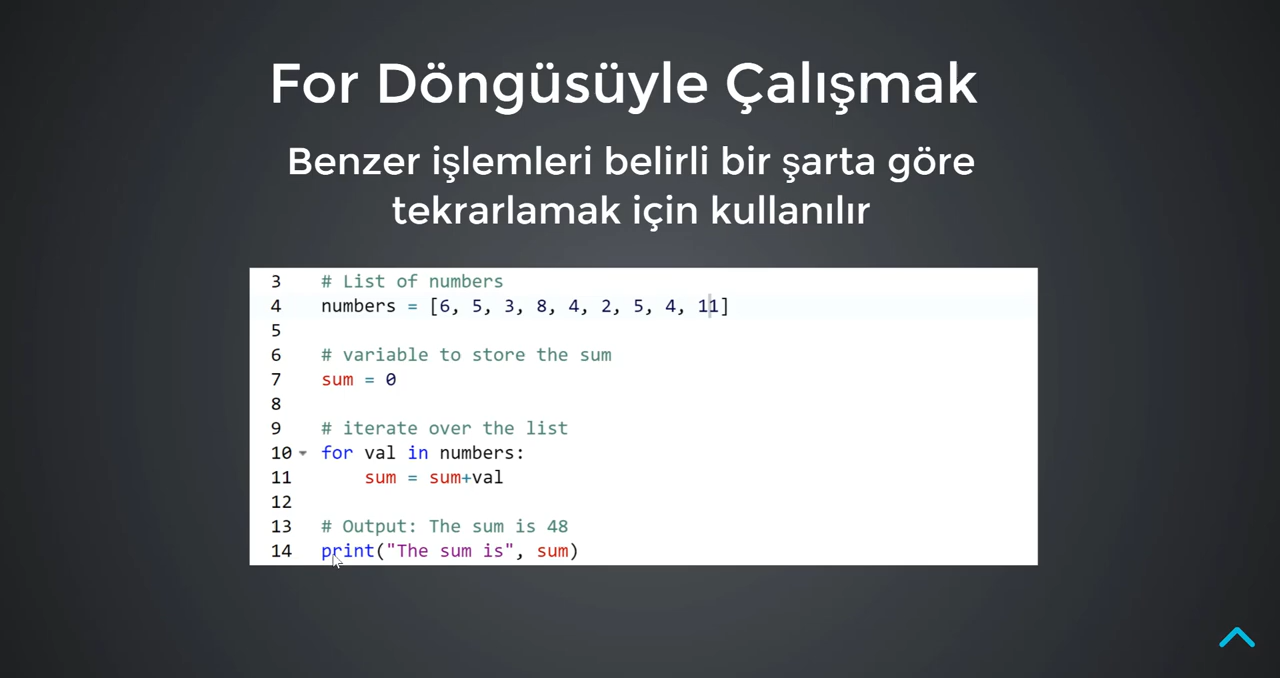 For Döngüsüyle Çalışmak
Benzer işlemleri belirli bir şarta göre
tekrarlamak için kullanılır
3 # List of numbers
4 numbers = [6, 5, 3, 8, 4, 2, 5, 4, 11]
5
6 # variable to store the sum
7 sum = 0
8
9 # iterate over the list
10 for val in numbers:
11     sum = sum+val
12
13 # Output: The sum is 48
14 print("The sum is", sum)